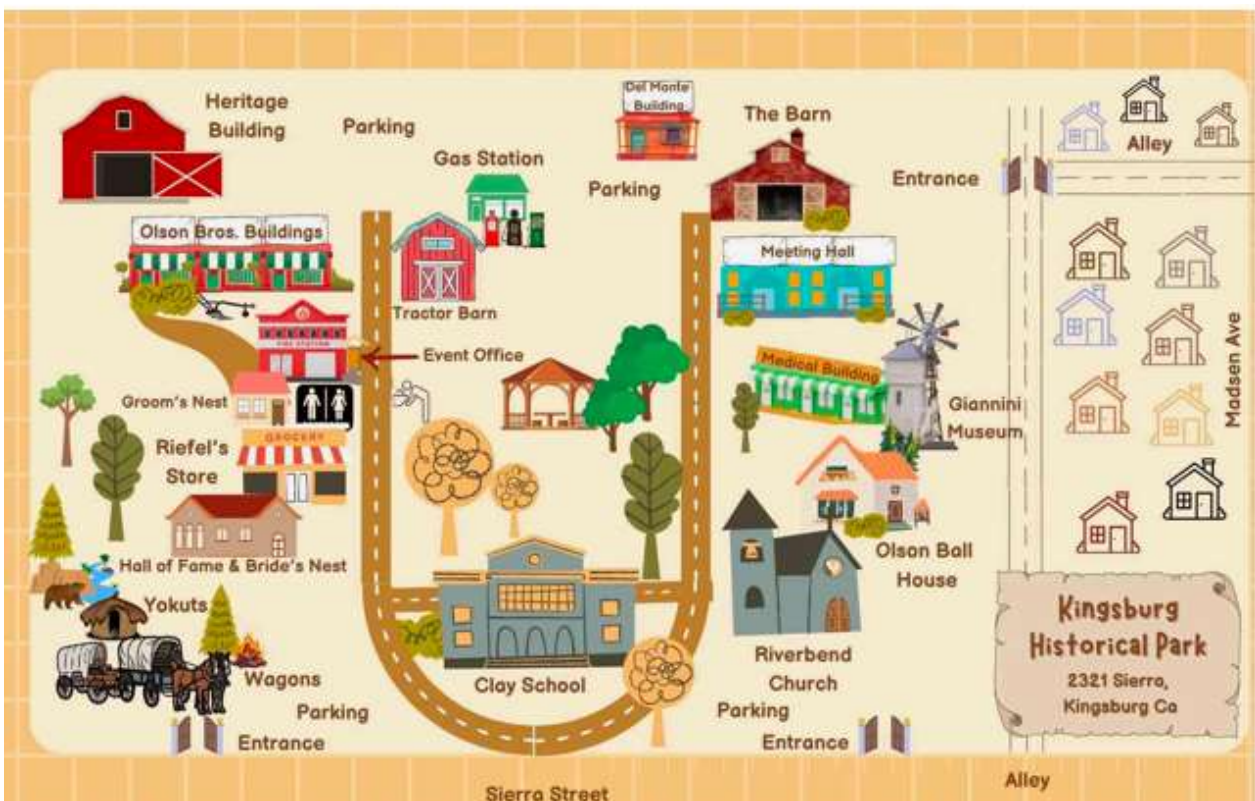 Heritage
Building
Parking
Del Monte
Building
The Barn
Alley
Gas Station
Parking
Entrance
Olson Bros. Buildings
Meeting Hall
Tractor Barn
FIRE STATION
Event Office
Medical Building
Madsen Ave
Groom's Nest
Giannini
Museum
GROCERY
Riefel's
Store
Hall of Fame & Bride's Nest
Olson Ball
House
Yokuts
Kingsburg
Historical Park
2321 Sierra,
Kingsburg Ca
Riverbend
Church
Clay School
Wagons
Parking
Parking
Entrance
Entrance
Alley
Sierra Street